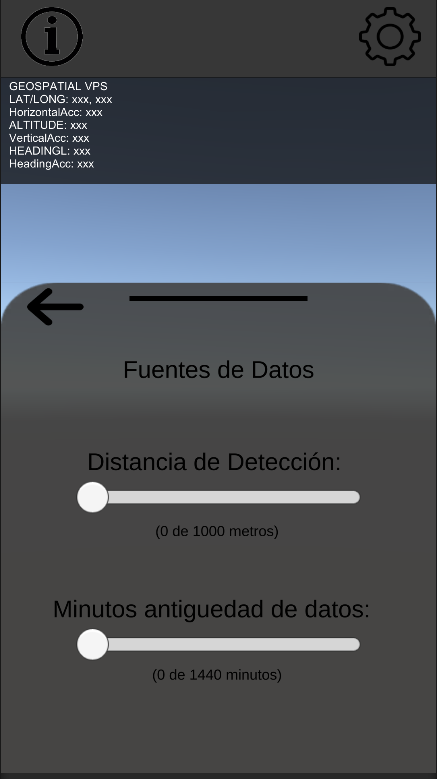 GEOSPATIAL VPS
LAT/LONG: xxx, xxx
HorizontalAcc: xxx
ALTITUDE: xxx
VerticalAcc: xxx
HEADINGL: xxx
HeadingAcc: xxx
Fuentes de Datos
Distancia de Detección:
(0 de 1000 metros)
Minutos antiguedad de datos:
(0 de 1440 minutos)